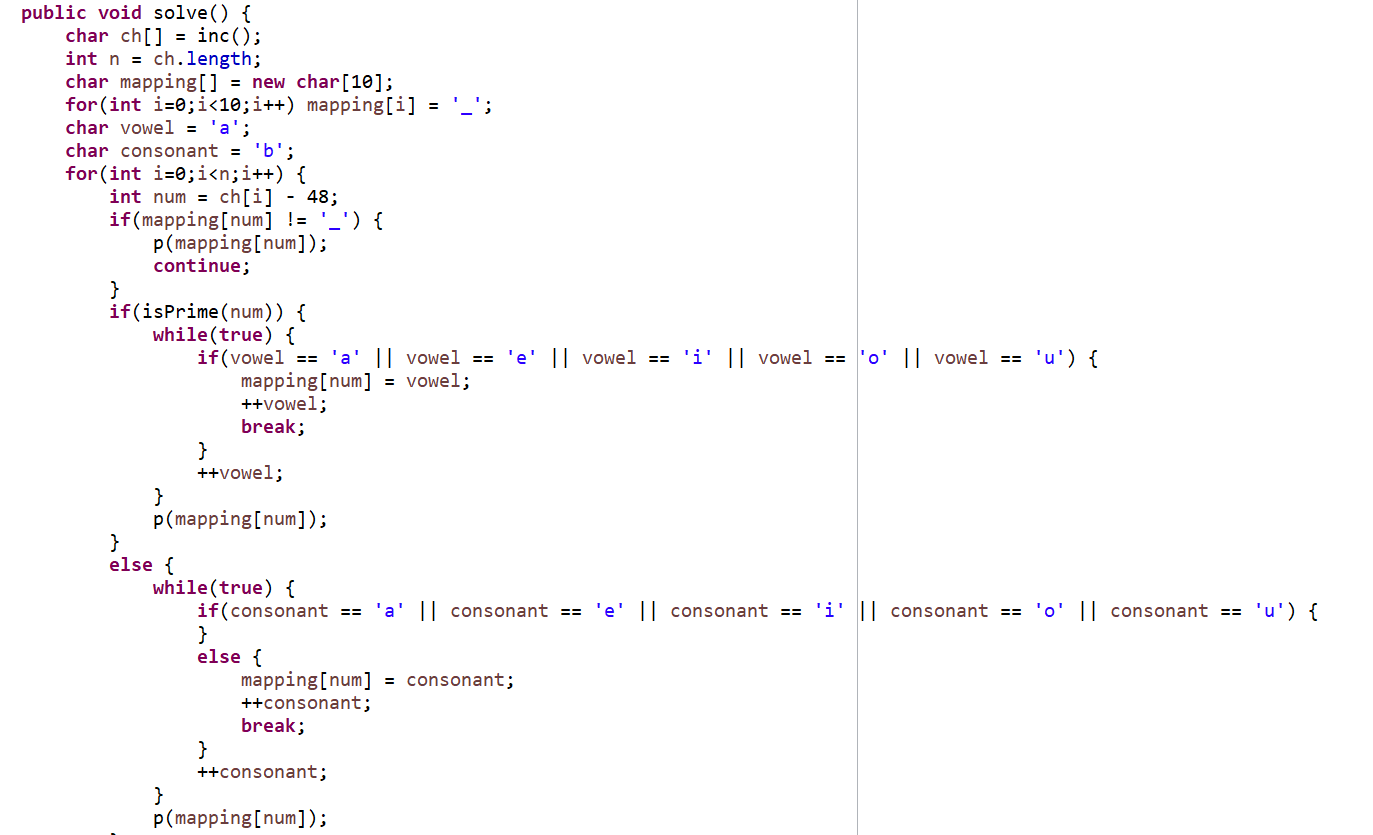 public void solve() {
    char ch[] = inc();
    int n = ch.length;
    char mapping[] = new char[10];
    for(int i=0;i<10;i++) mapping[i] = '_';
    char vowel = 'a';
    char consonant = 'b';
    for(int i=0;i<n;i++) {
        int num = ch[i] - 48;
        if(mapping[num] != '_') {
            p(mapping[num]);
            continue;
        }
        if(isPrime(num)) {
            while(true) {
                if(vowel == 'a' || vowel == 'e' || vowel == 'i' || vowel == 'o' || vowel == 'u') {
                    mapping[num] = vowel;
                    ++vowel;
                    break;
                }
                ++vowel;
            }
            p(mapping[num]);
        }
        else {
            while(true) {
                if(consonant == 'a' || consonant == 'e' || consonant == 'i' || consonant == 'o' || consonant == 'u') {
                }
                else {
                    mapping[num] = consonant;
                    ++consonant;
                    break;
                }
                ++consonant;
            }
            p(mapping[num]);